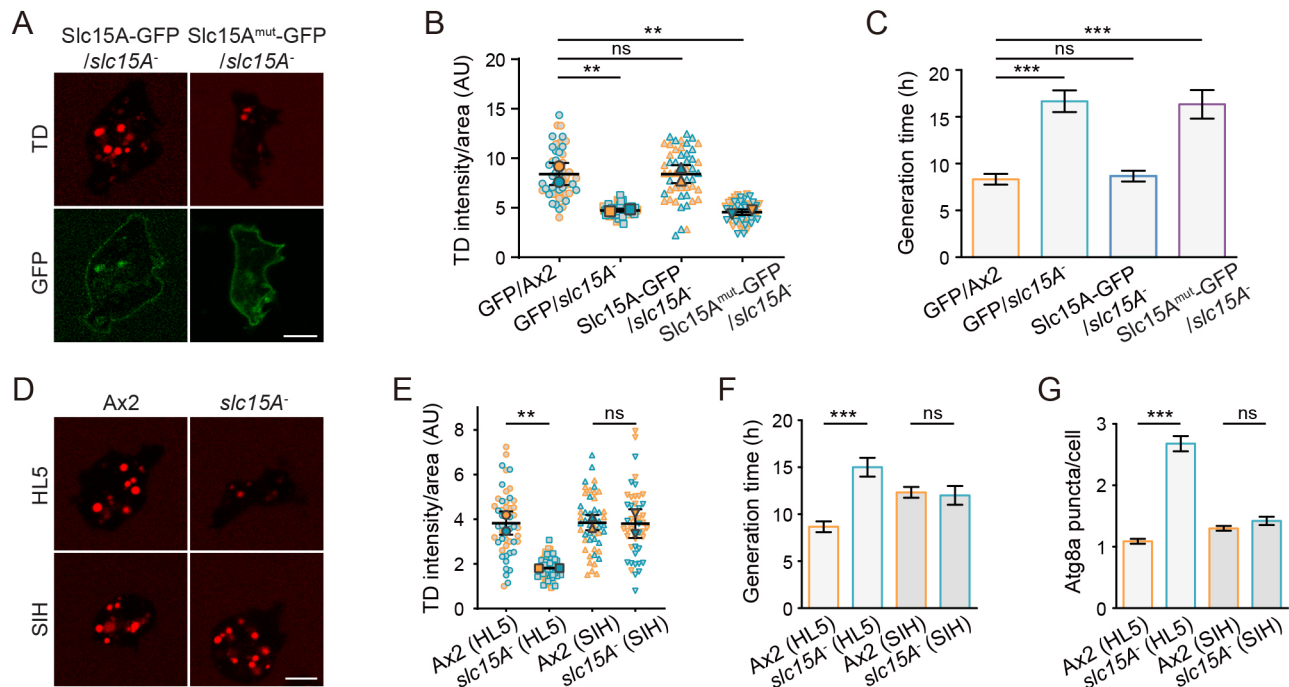 A
Slc15A-GFP
/slc15A-
Slc15Amut-GFP
/slc15A-
TD
GFP
B
TD intensity/area (AU)
20
15
10
5
0
**
ns
**
GFP/Ax2
GFP/slc15A-
Slc15A-GFP
/slc15A-
Slc15Amut-GFP
/slc15A-
C
Generation time (h)
20
15
10
5
0
***
ns
***
GFP/Ax2
GFP/slc15A-
Slc15A-GFP
/slc15A-
Slc15Amut-GFP
/slc15A-
D
Ax2
slc15A-
HL5
SIH
E
TD intensity/area (AU)
8
6
4
2
0
**
ns
Ax2 (HL5)
slc15A- (HL5)
Ax2 (SIH)
slc15A- (SIH)
F
Generation time (h)
20
15
10
5
0
***
ns
Ax2 (HL5)
slc15A- (HL5)
Ax2 (SIH)
slc15A- (SIH)
G
Atg8a puncta/cell
3
2
1
0
***
ns
Ax2 (HL5)
slc15A- (HL5)
Ax2 (SIH)
slc15A- (SIH)